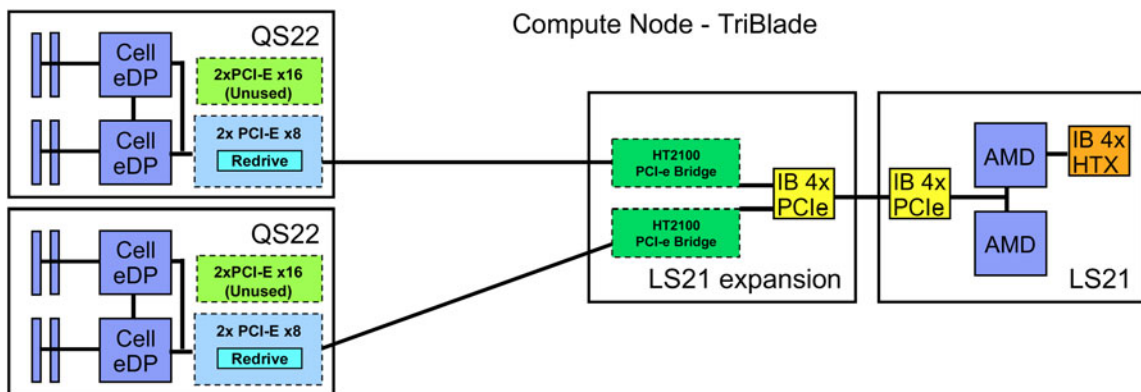 Compute Node - TriBlade
QS22
Cell
eDP
2xPCI-E x16
(Unused)
Cell
eDP
2x PCI-E x8
Redrive
QS22
Cell
eDP
2xPCI-E x16
(Unused)
Cell
eDP
2x PCI-E x8
Redrive
HT2100
PCI-e Bridge
HT2100
PCI-e Bridge
IB 4x
PCIe
LS21 expansion
IB 4x
PCIe
AMD
IB 4x
HTX
AMD
LS21